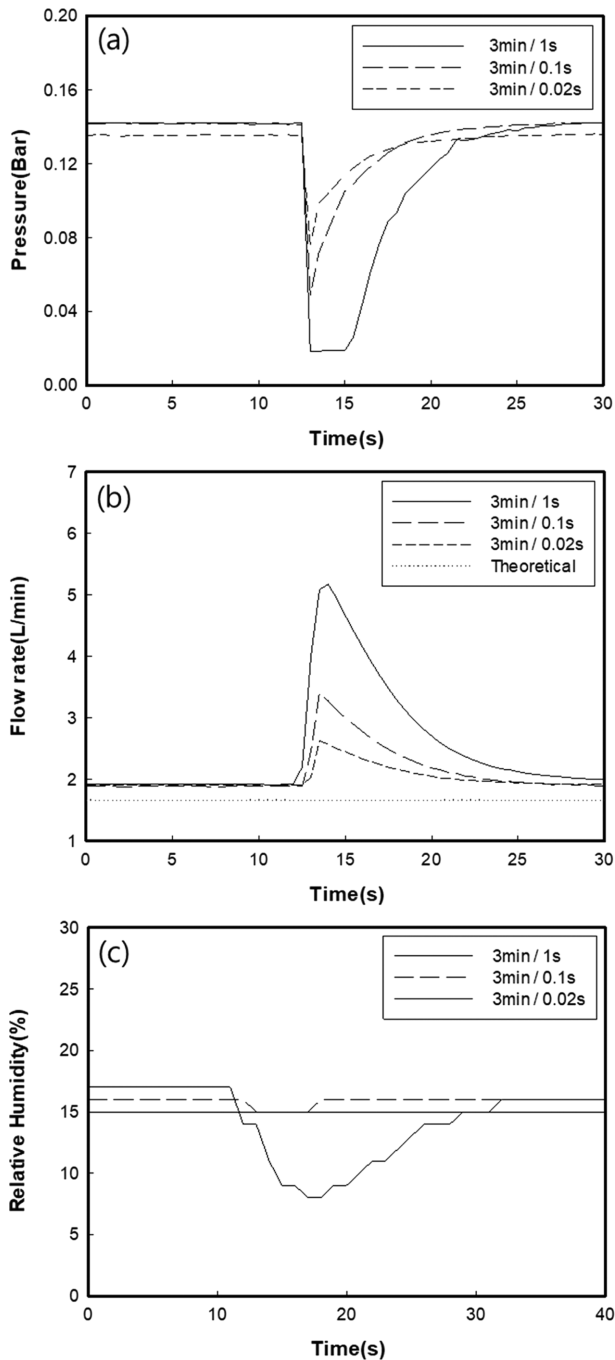 (a)
3min / 1s
3min / 0.1s
3min / 0.02s
0.20
0.16
0.12
0.08
0.04
0.00
Pressure(Bar)
0 5 10 15 20 25 30
Time(s)
(b)
3min / 1s
3min / 0.1s
3min / 0.02s
Theoretical
7
6
5
4
3
2
1
Flow rate(L/min)
0 5 10 15 20 25 30
Time(s)
(c)
3min / 1s
3min / 0.1s
3min / 0.02s
30
25
20
15
10
5
0
Relative Humidity(%)
0 10 20 30 40
Time(s)